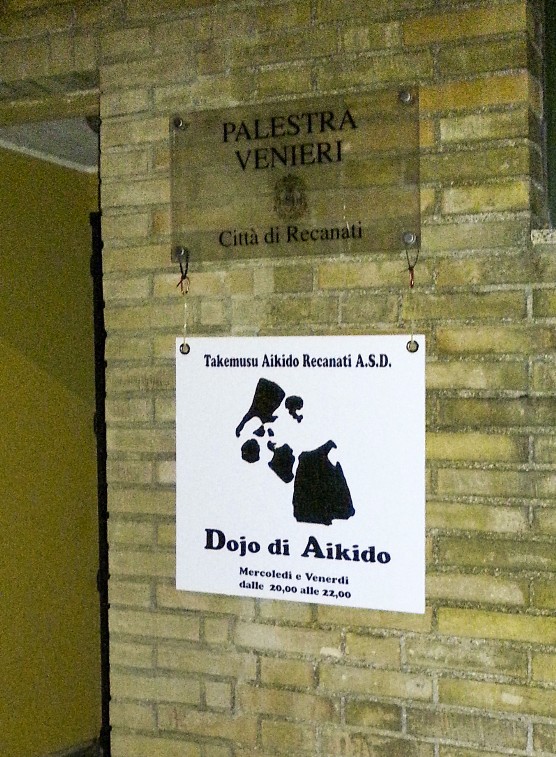 PALESTRA
VENIERI
Città di Recanati
Takemusu Aikido Recanati A.S.D.
Dojo di Aikido
Mercoledì e Venerdì
dalle 20,00 alle 22,00